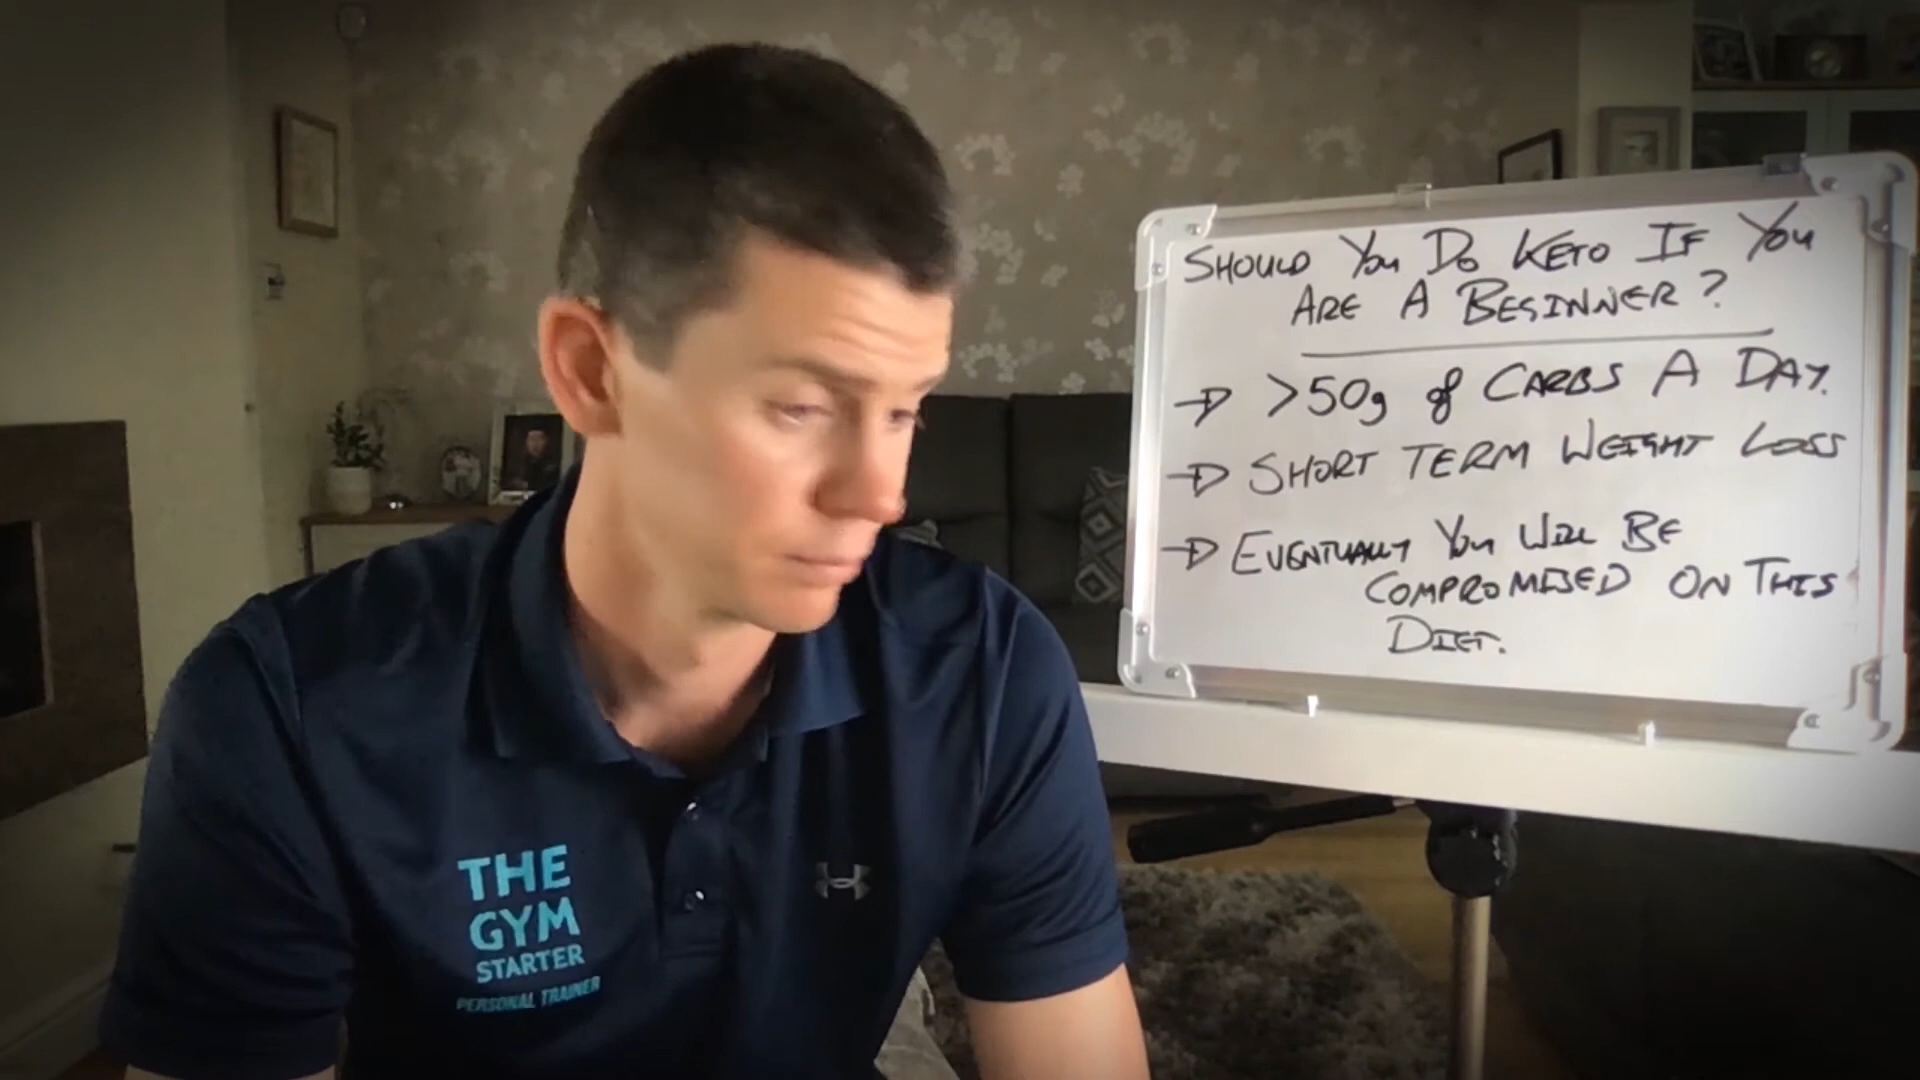 SHOULD YOU DO KETO IF YOU
ARE A BEGINNER?
→ >50g of CARBS A DAY.
→ SHORT TERM WEIGHT LOSS
→ EVENTUALLY YOU WILL BE
COMPROMISED ON THIS
DIET.
THE
GYM
STARTER
PERSONAL TRAINER